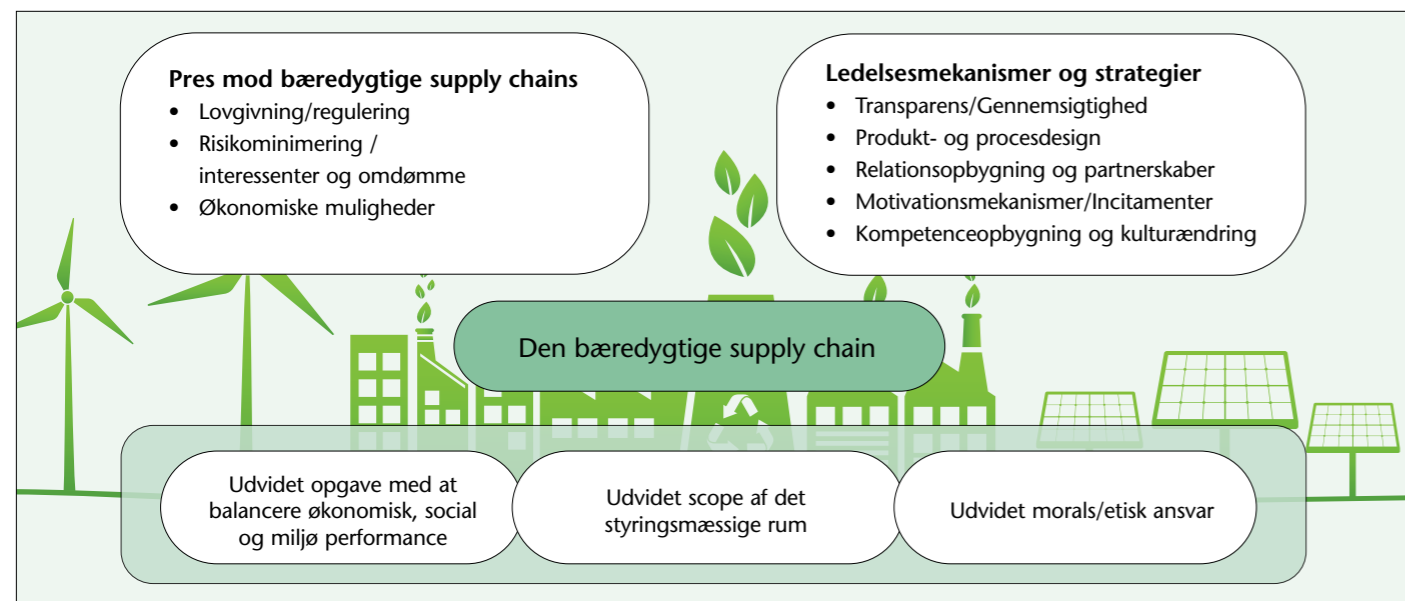 Pres mod bæredygtige supply chains
• Lovgivning/regulering
• Risikominimering /
interessenter og omdømme
• Økonomiske muligheder
Ledelsesmekanismer og strategier
• Transparens/Gennemsigtighed
• Produkt- og procesdesign
• Relationsopbygning og partnerskaber
• Motivationsmekanismer/Incitamenter
• Kompetenceopbygning og kulturændring
Den bæredygtige supply chain
Udvidet opgave med at
balancere økonomisk, social
og miljø performance
Udvidet scope af det
styringsmæssige rum
Udvidet morals/etisk ansvar